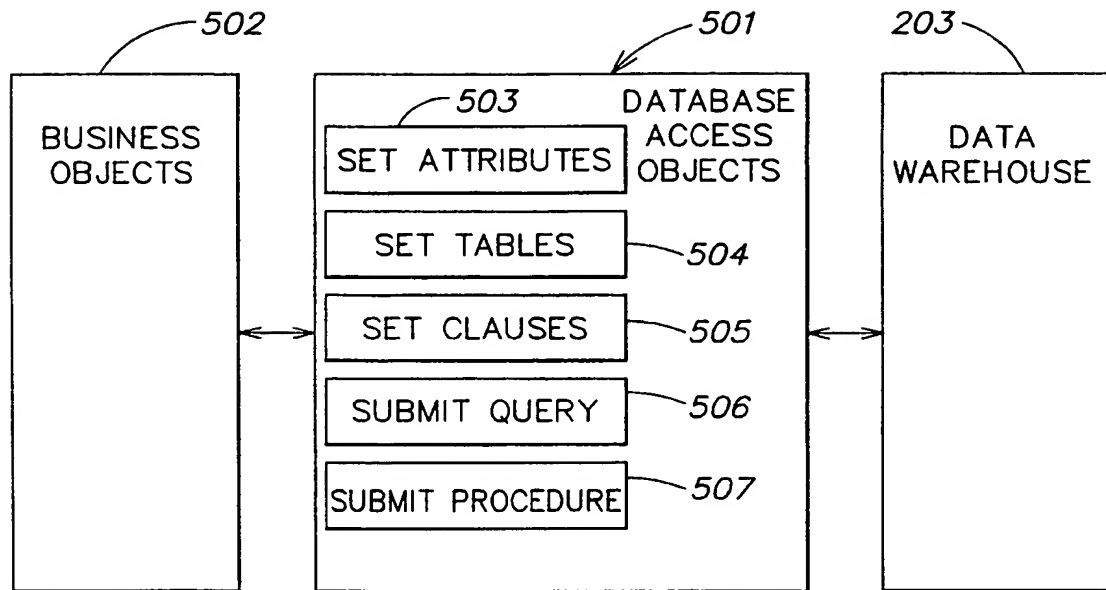 502
501
203
BUSINESS
OBJECTS
503
DATABASE
ACCESS
OBJECTS
SET ATTRIBUTES
SET TABLES
504
SET CLAUSES
505
SUBMIT QUERY
506
SUBMIT PROCEDURE
507
DATA
WAREHOUSE